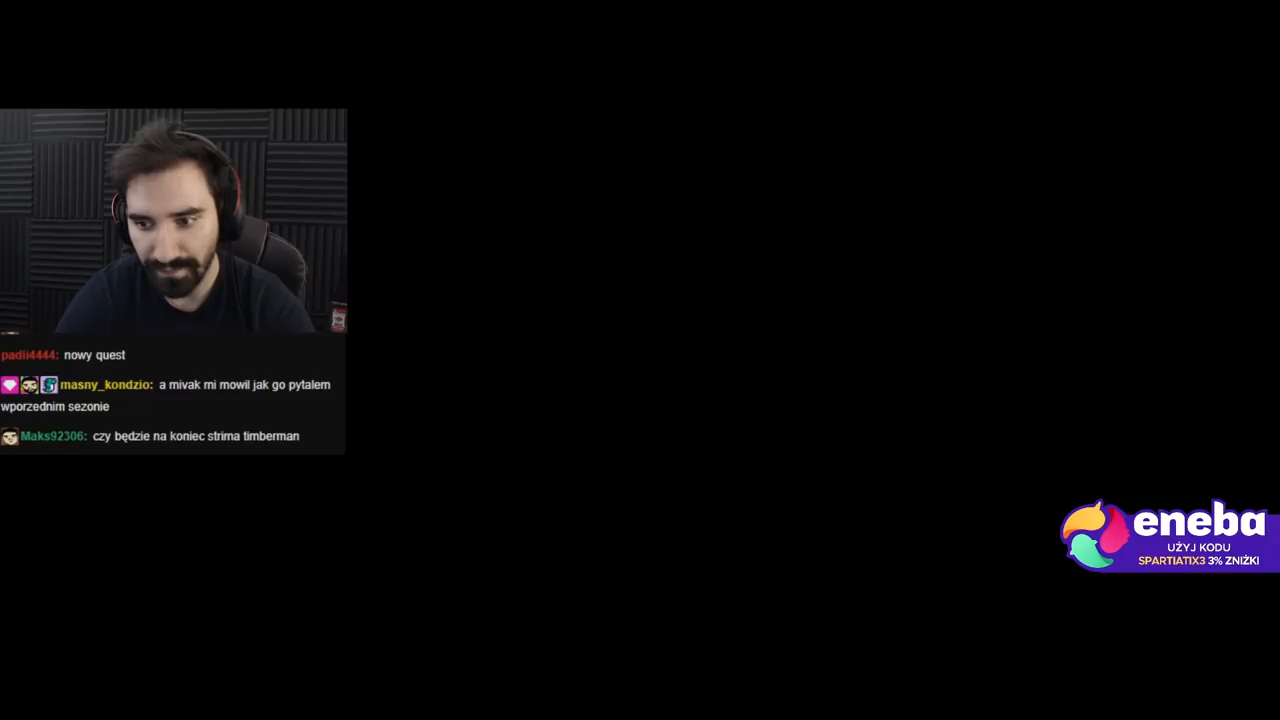 padii4444: nowy quest
masny_kondzio: a mivak mi mowil jak go pytalem
wporzednim sezonie
Maks92306: czy będzie na koniec strima timberman
eneba
UŻYJ KODU
SPARTIATIX3 3% ZNIŻKI